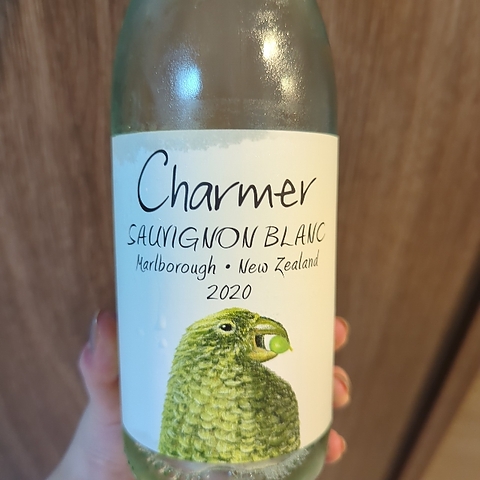 Charmer
SAUVIGNON BLANC
Marlborough • New Zealand
2020